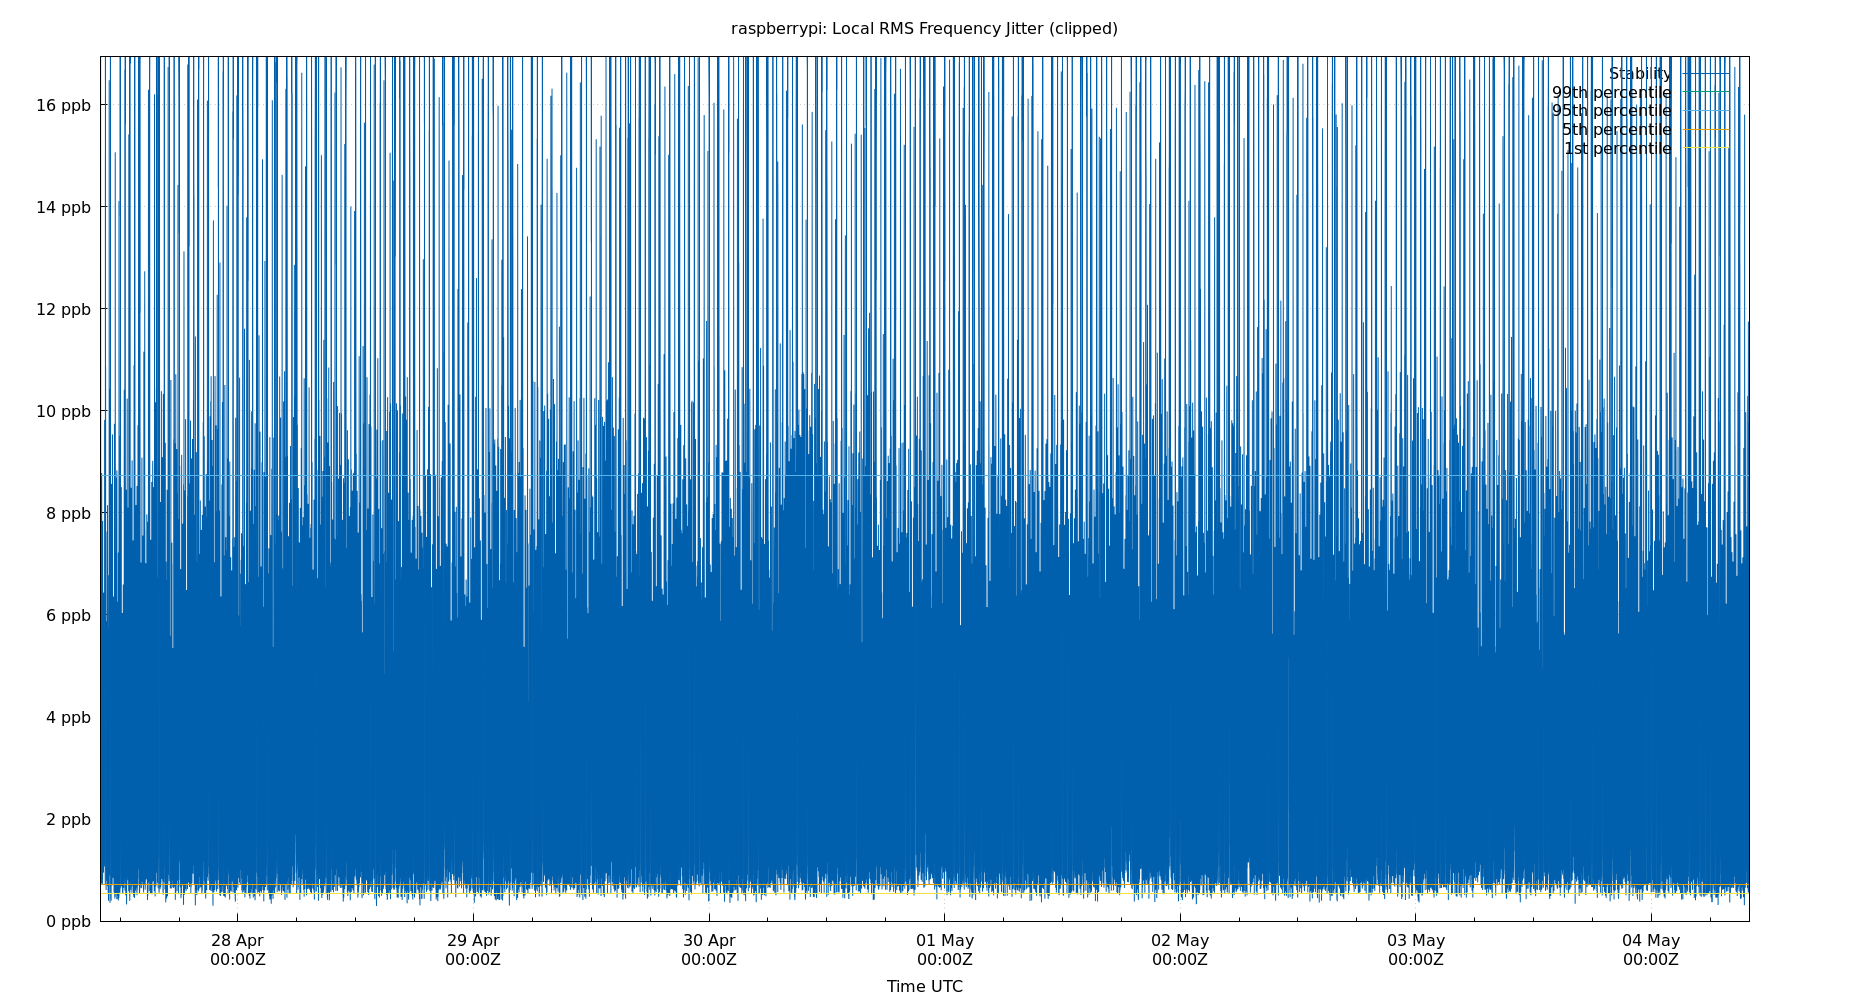 raspberrypi: Local RMS Frequency Jitter (clipped)
Stability
99th percentile
95th percentile
5th percentile
1st percentile
16 ppb
14 ppb
12 ppb
10 ppb
8 ppb
6 ppb
4 ppb
2 ppb
0 ppb
28 Apr 29 Apr 30 Apr 01 May 02 May 03 May 04 May
00:00Z 00:00Z 00:00Z 00:00Z 00:00Z 00:00Z 00:00Z
Time UTC